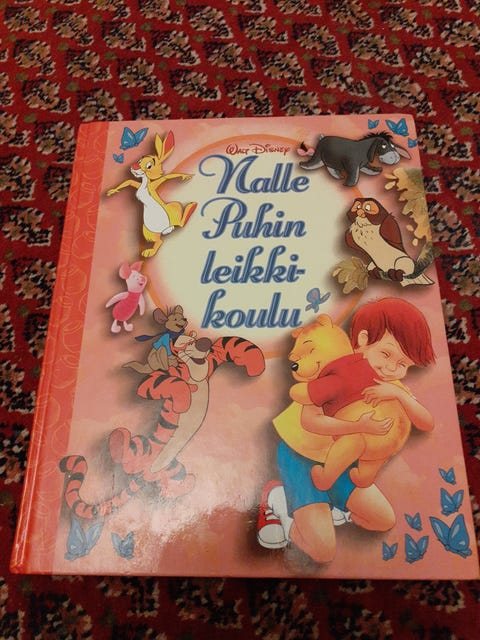 Walt Disney
Nalle
Puhin
leikki-
koulu